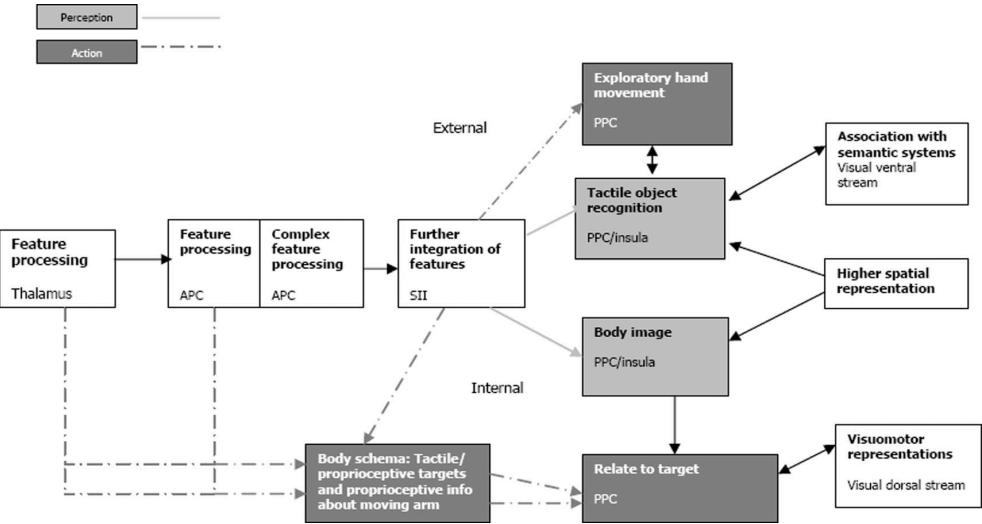 Perception
Action
External
Exploratory hand
movement
PPC
Association with
semantic systems
Visual ventral
stream
Tactile object
recognition
PPC/insula
Feature
processing
Thalamus
Feature
processing
APC
Complex
feature
processing
APC
Further
integration of
features
SII
Higher spatial
representation
Body image
PPC/insula
Internal
Body schema: Tactile/
proprioceptive targets
and proprioceptive info
about moving arm
Relate to target
PPC
Visuomotor
representations
Visual dorsal stream